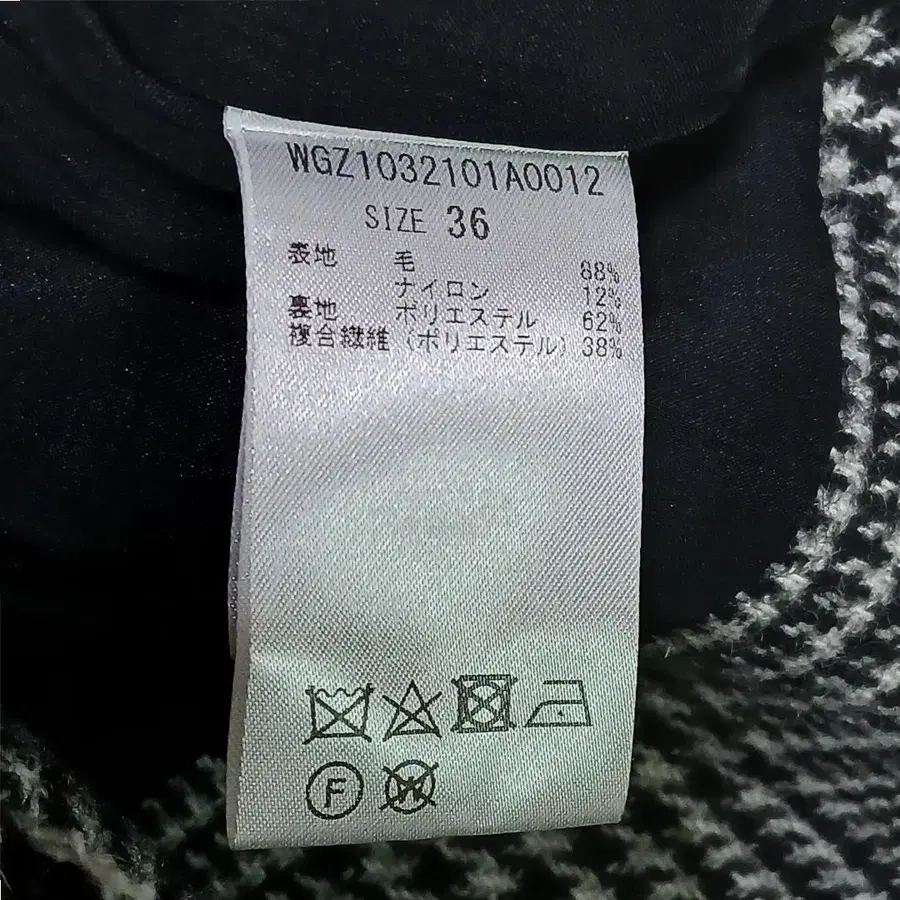 WGZ1032101A0012
SIZE 36
表地 毛 88%
ナイロン 12%
裏地 ポリエステル 62%
複合繊維 (ポリエステル) 38%
F W